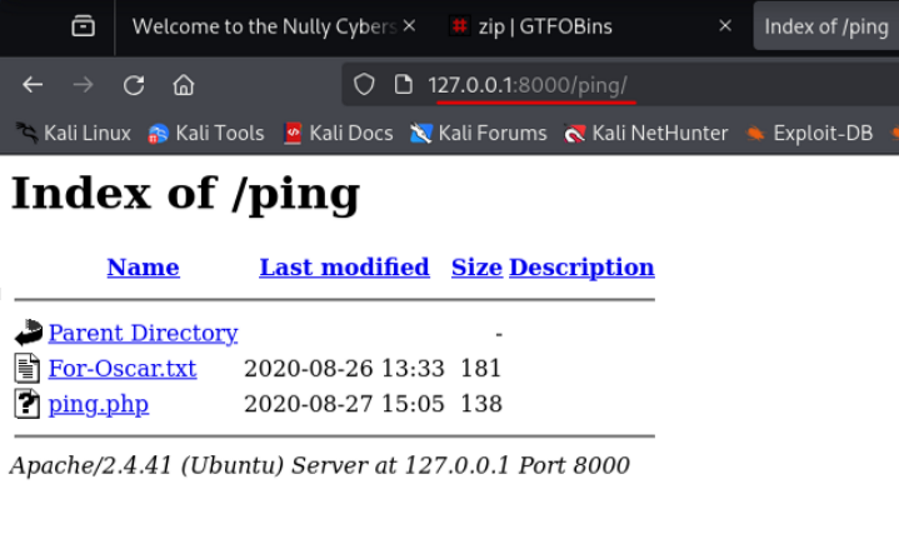 Welcome to the Nully Cybers zip | GTFOBins Index of /ping
127.0.0.1:8000/ping/
Kali Linux Kali Tools Kali Docs Kali Forums Kali NetHunter Exploit-DB
Index of /ping
Name Last modified Size Description
Parent Directory -
For-Oscar.txt 2020-08-26 13:33 181
ping.php 2020-08-27 15:05 138
Apache/2.4.41 (Ubuntu) Server at 127.0.0.1 Port 8000